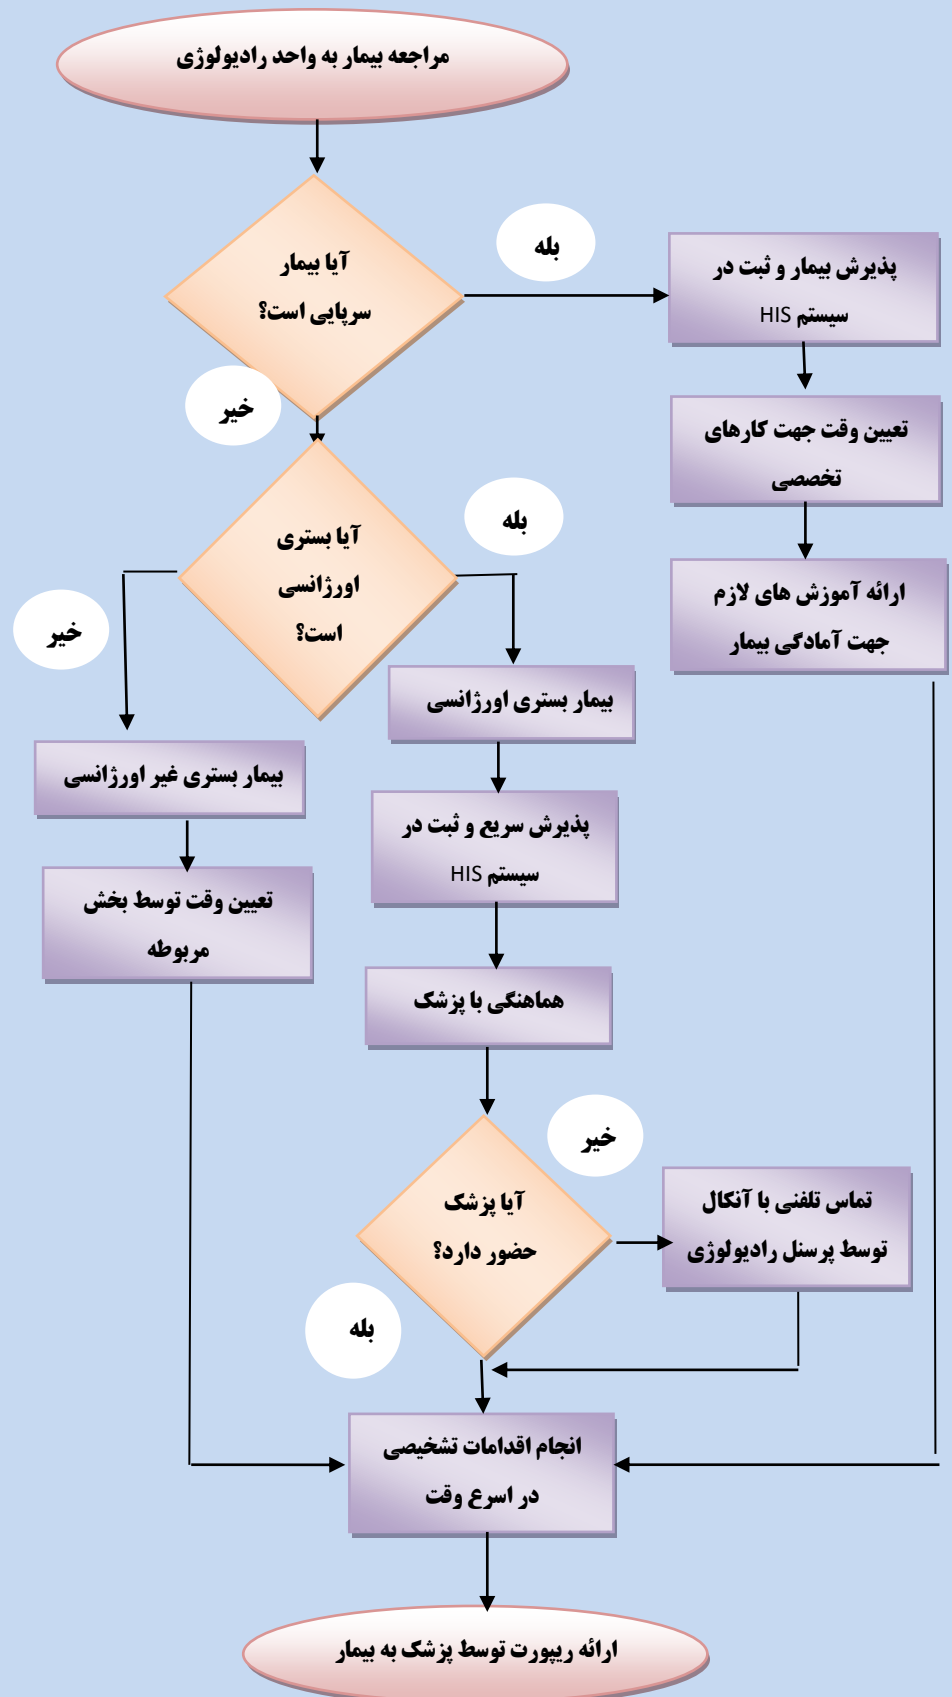 مراجعه بیمار به واحد رادیولوژی
آیا بیمار
سرپایی است؟
بله
پذیرش بیمار و ثبت در
سیستم HIS
تعیین وقت جهت کارهای
تخصصی
ارائه آموزش های لازم
جهت آمادگی بیمار
خیر
آیا بستری
اورژانسی
است؟
بله
خیر
بیمار بستری اورژانسی
بیمار بستری غیر اورژانسی
پذیرش سریع و ثبت در
سیستم HIS
تعیین وقت توسط بخش
مربوطه
هماهنگی با پزشک
آیا پزشک
حضور دارد؟
خیر
تماس تلفنی با آنکال
توسط پرسنل رادیولوژی
بله
انجام اقدامات تشخیصی
در اسرع وقت
ارائه ریپورت توسط پزشک به بیمار